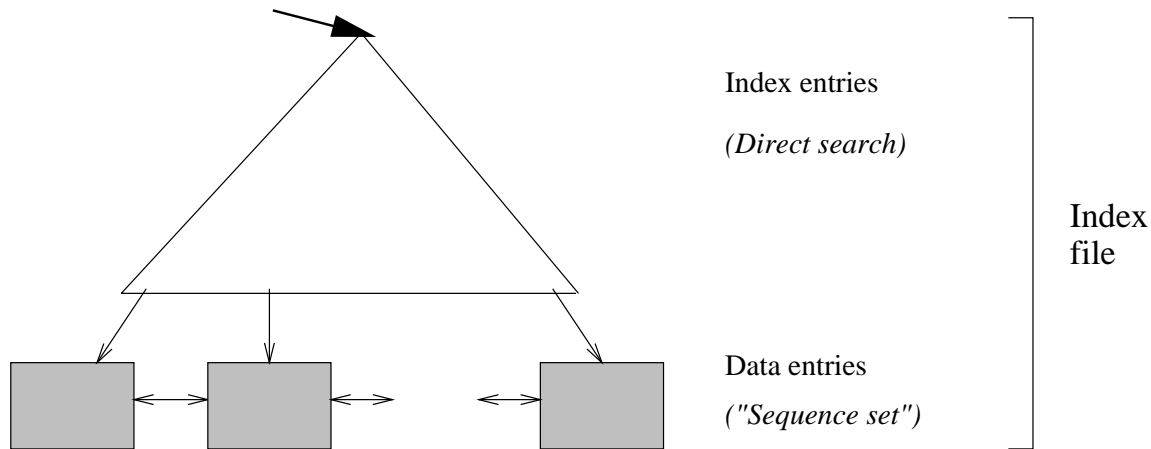 Index entries
(Direct search)
Index
file
Data entries
("Sequence set")